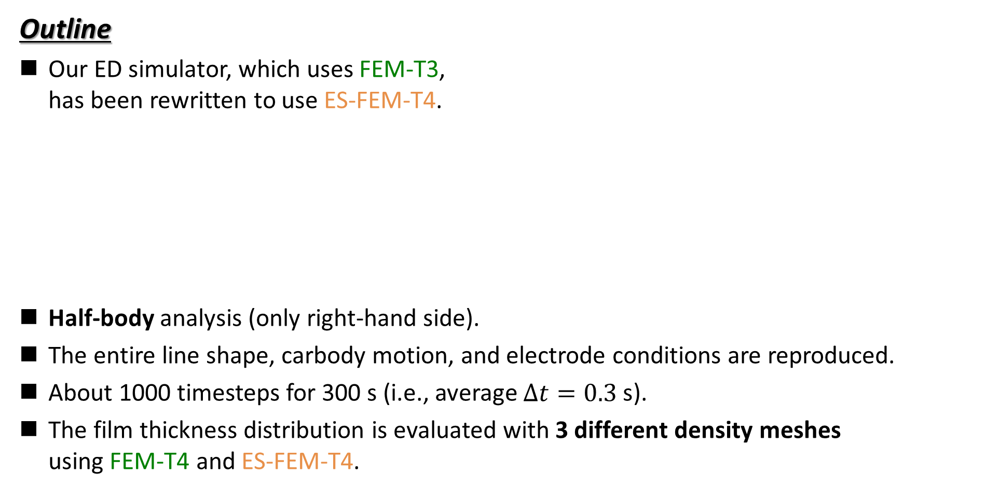 Outline
■ Our ED simulator, which uses FEM-T3,
has been rewritten to use ES-FEM-T4.
■ Half-body analysis (only right-hand side).
■ The entire line shape, carbody motion, and electrode conditions are reproduced.
■ About 1000 timesteps for 300 s (i.e., average Δt = 0.3 s).
■ The film thickness distribution is evaluated with 3 different density meshes
using FEM-T4 and ES-FEM-T4.